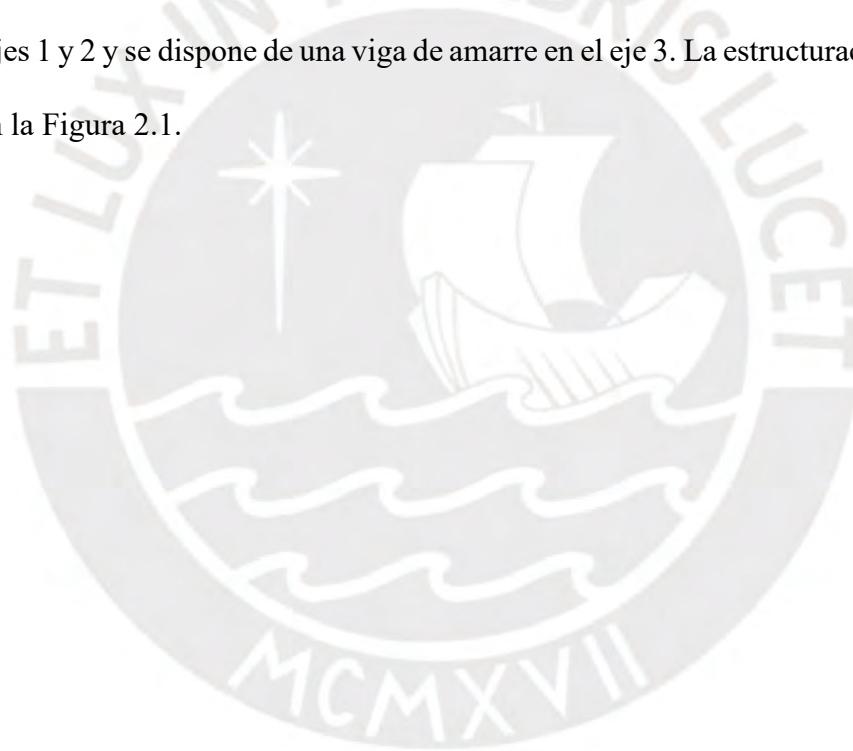 jes 1 y 2 y se dispone de una viga de amarre en el eje 3. La estructurac
la Figura 2.1.
ET LUX IN
BRIS LUCET
MCMXVII